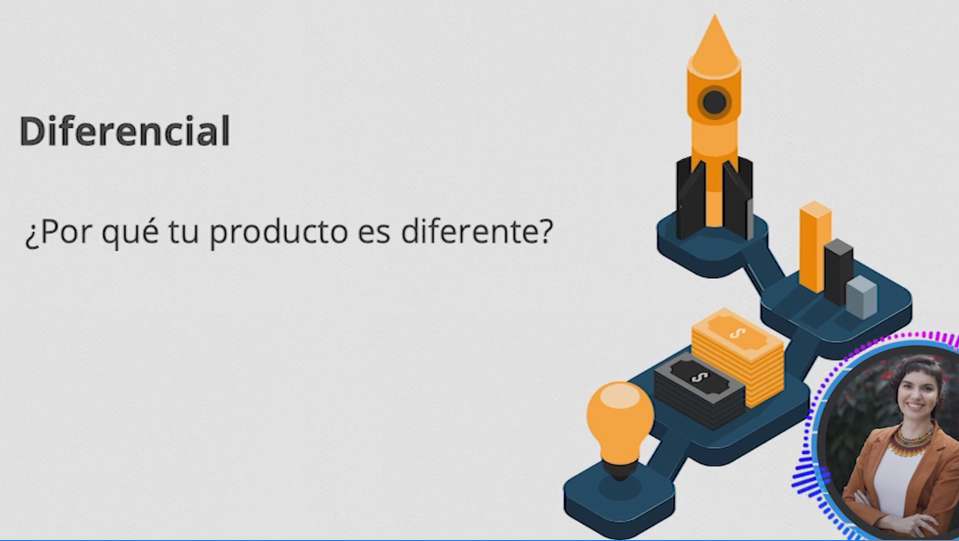 Diferencial
¿Por qué tu producto es diferente?
$
$